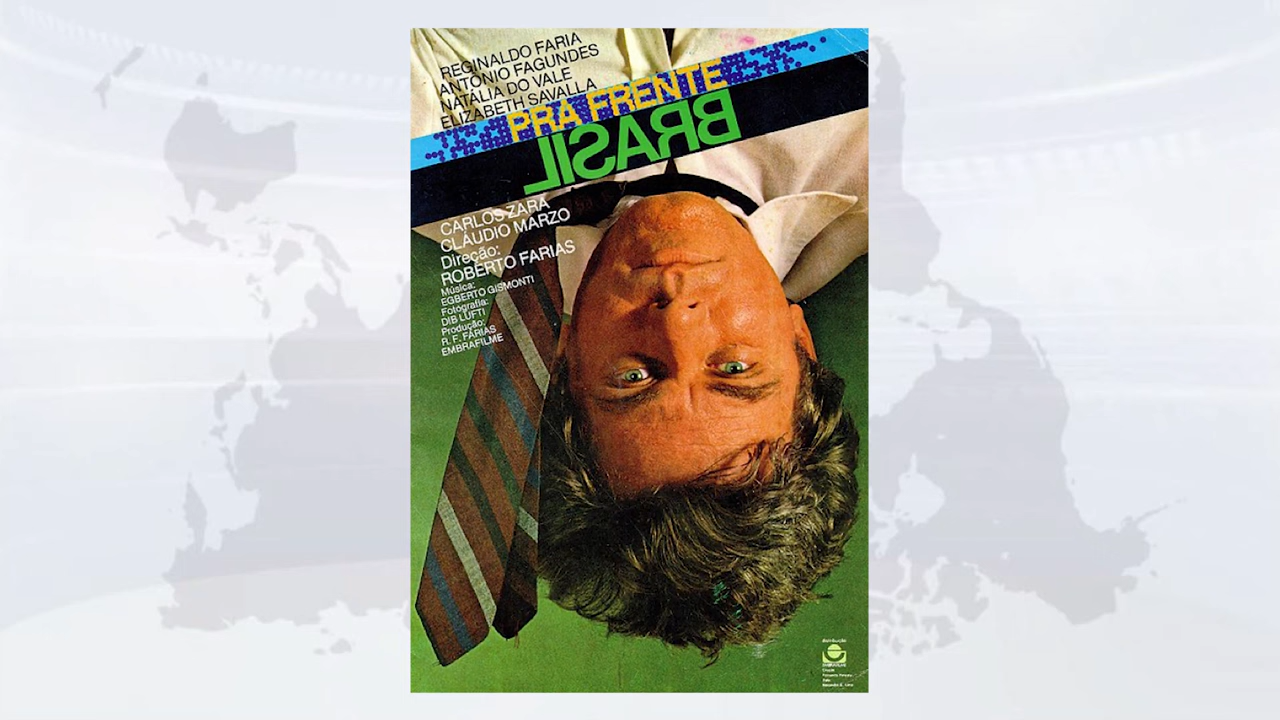 REGINALDO FARIA
ANTÔNIO FAGUNDES
NATÁLIA DO VALE
ELIZABETH SAVALLA
PRA FRENTE
BRASIL
CARLOS ZARA
CLÁUDIO MARZO
Direção:
ROBERTO FARIAS
Música:
EGBERTO GISMONTI
Fotografia:
DIB LUFTI
Produção:
R. F. FARIAS
EMBRAFILME
distribuição